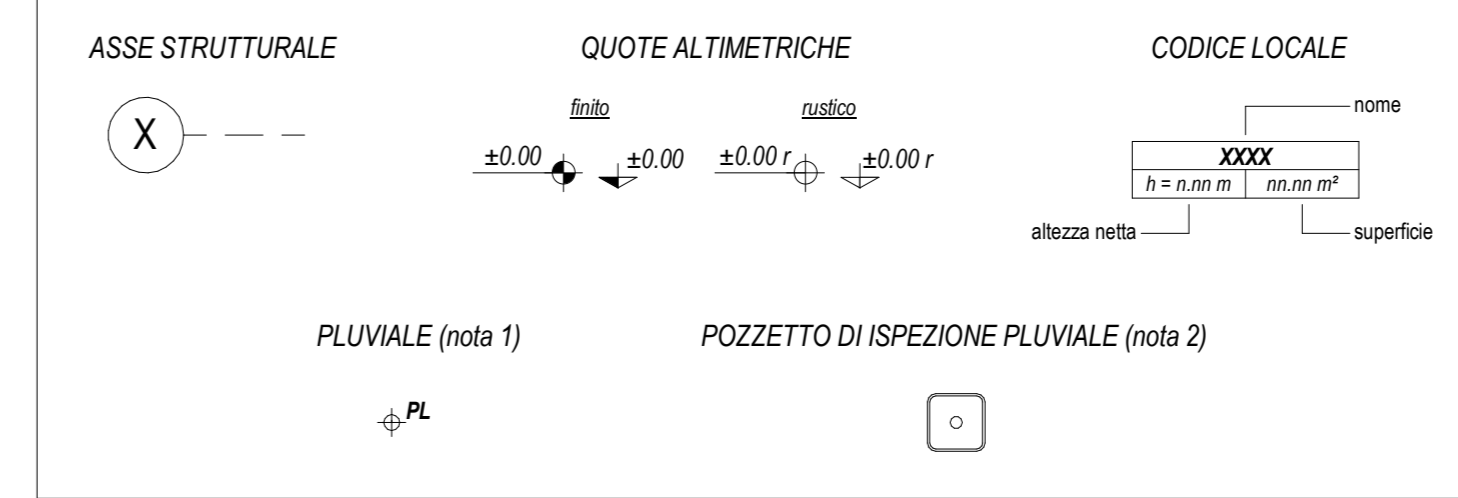 ASSE STRUTTURALE
X
QUOTE ALTIMETRICHE
finito
rustico
±0.00
±0.00
±0.00 r
±0.00 r
CODICE LOCALE
nome
XXXX
h = n.nn m
nn.nn m²
altezza netta
superficie
PLUVIALE (nota 1)
PL
POZZETTO DI ISPEZIONE PLUVIALE (nota 2)